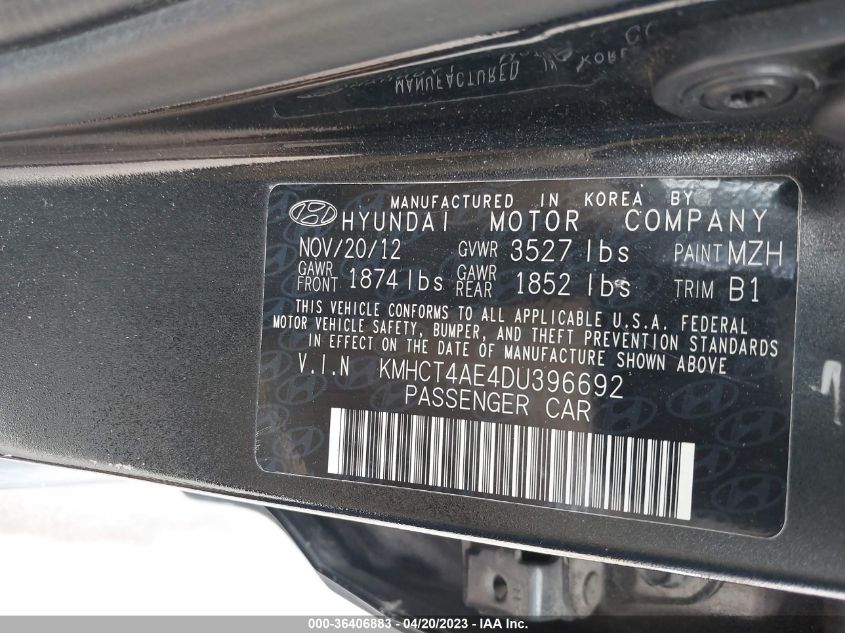 MANUFACTURED IN KORE
MANUFACTURED IN KOREA BY
HYUNDAI MOTOR COMPANY
NOV/20/12 GVWR 3527 lbs PAINT MZH
GAWR FRONT 1874 lbs GAWR REAR 1852 lbs TRIM B1
THIS VEHICLE CONFORMS TO ALL APPLICABLE U.S.A. FEDERAL
MOTOR VEHICLE SAFETY, BUMPER, AND THEFT PREVENTION STANDARDS
IN EFFECT ON THE DATE OF MANUFACTURE SHOWN ABOVE
V.I.N KMHCT4AE4DU396692
PASSENGER CAR
000-36406883 - 04/20/2023 - IAA Inc.